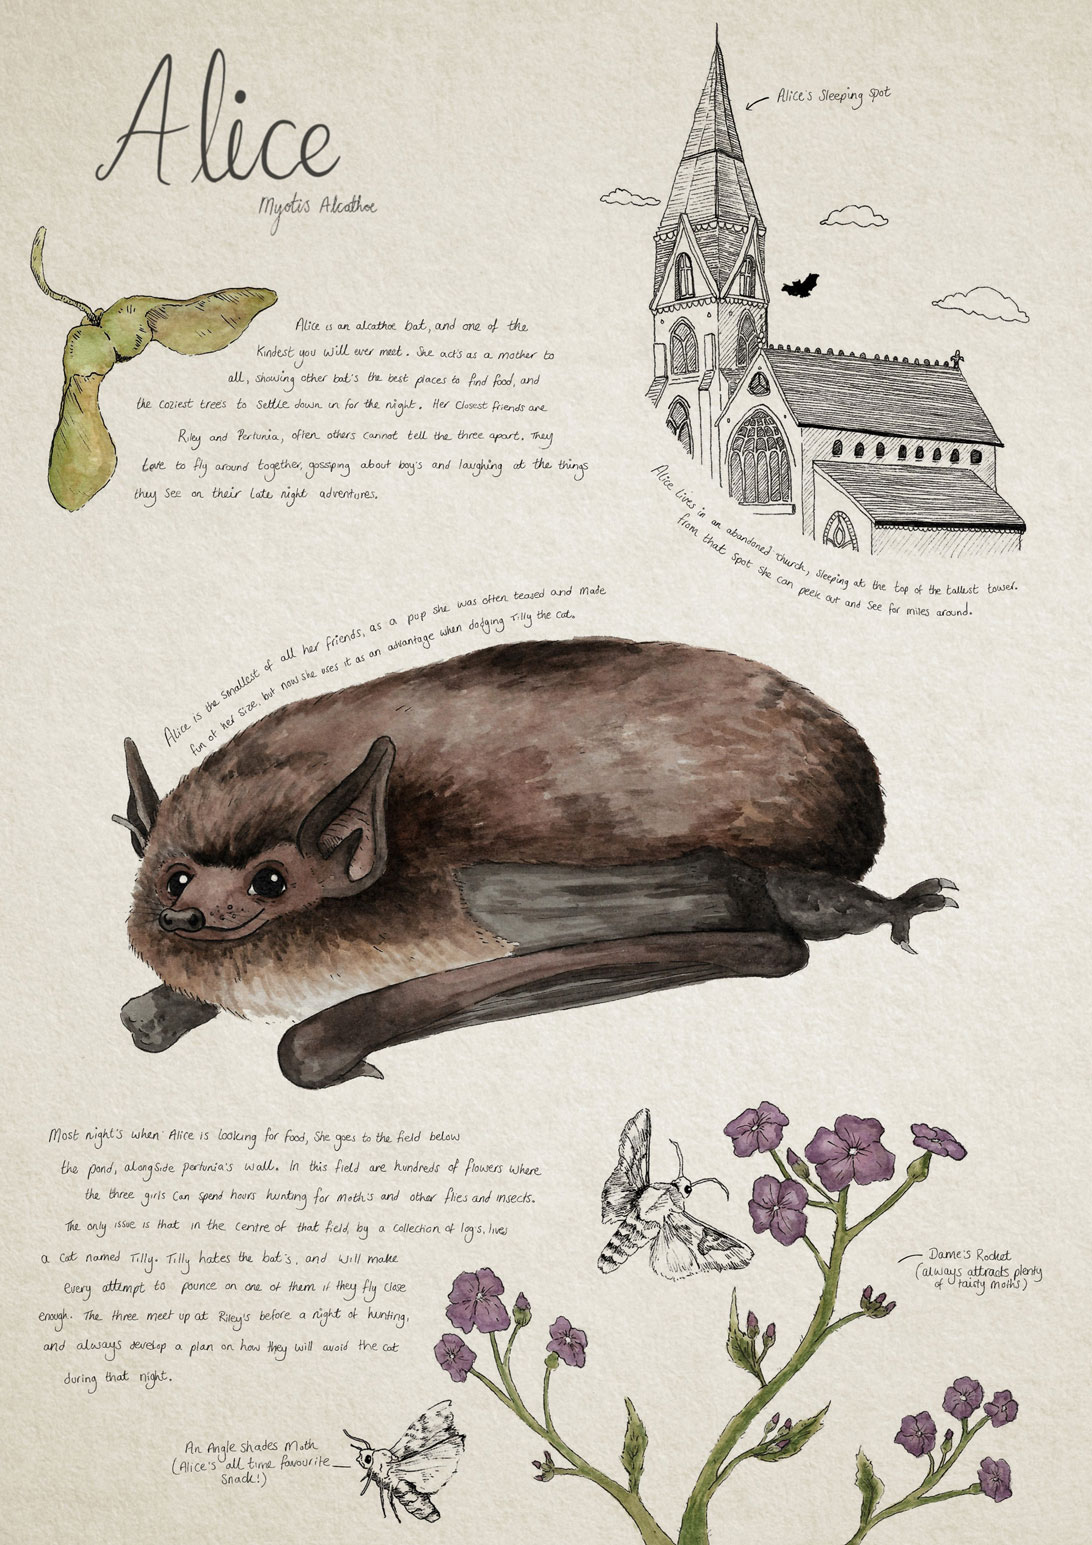 Alice
Myotis Alcathoe
Alice's Sleeping Spot
Alice is an alcathoe bat, and one of the
kindest you will ever meet. She acts as a mother to
all, showing other bat's the best places to find food, and
the coziest trees to settle down in for the night. Her closest friends are
Riley and Pertunia, often others cannot tell the three apart. They
Love to fly around together, gossping about boy's and laughing at the things
they see on their late night adventures.
Alice lives in an abandoned church, sleeping at the top of the tallest tower.
from that spot she can peek out and see for miles around.
Alice is the smallest of all her friends, as a pup she was often teased and made
fun of her size, but now she uses it as an advantage when dodging Tilly the cat.
Most night's when Alice is looking for food, she goes to the field below
the pond, alongside pertunia's wall. In this field are hundreds of flowers where
the three girls can spend hours hunting for moth's and other flies and insects.
The only issue is that in the centre of that field, by a collection of log's, lives
a cat named Tilly. Tilly hates the bat's, and will make
every attempt to pounce on one of them if they fly close
enough. The three meet up at Riley's before a night of hunting,
and always develop a plan on how they will avoid the cat
during that night.
Dame's Rocket
(always attracts plenty
of tasty moths)
An Angle shades Moth
(Alice's all time favourite
snack!)